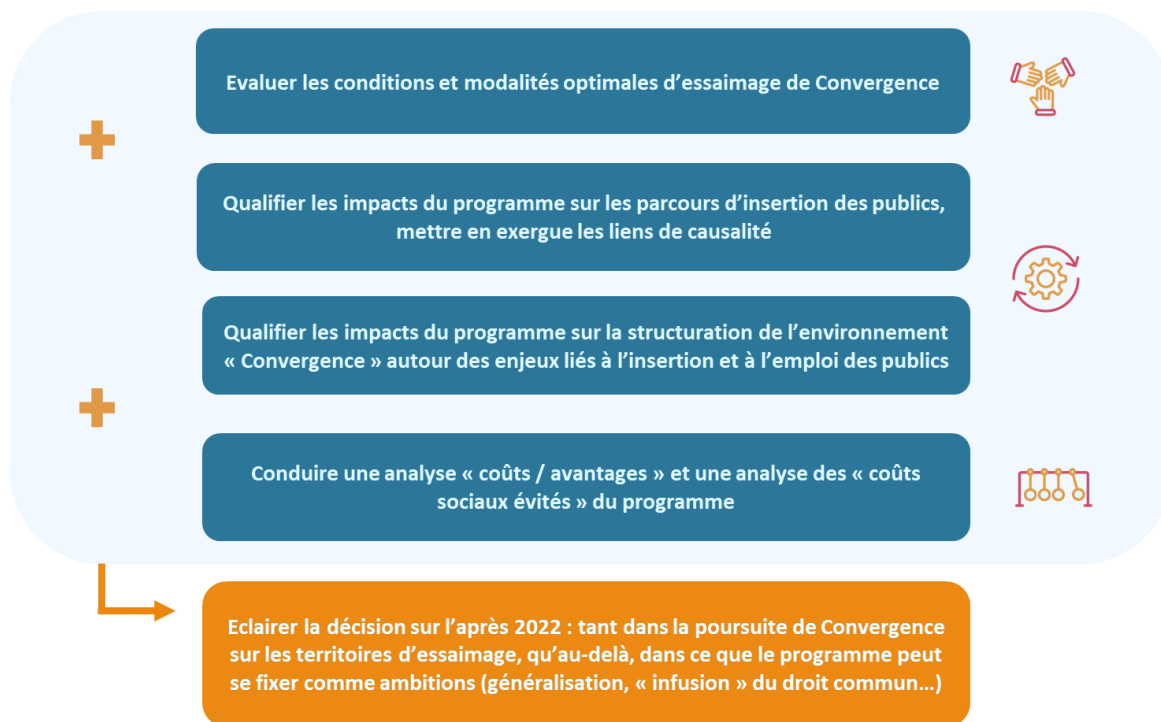 Evaluer les conditions et modalités optimales d’essaimage de Convergence
Qualifier les impacts du programme sur les parcours d’insertion des publics,
mettre en exergue les liens de causalité
Qualifier les impacts du programme sur la structuration de l’environnement
« Convergence » autour des enjeux liés à l’insertion et à l’emploi des publics
Conduire une analyse « coûts / avantages » et une analyse des « coûts
sociaux évités » du programme
Eclairer la décision sur l’après 2022 : tant dans la poursuite de Convergence
sur les territoires d’essaimage, qu’au-delà, dans ce que le programme peut
se fixer comme ambitions (généralisation, « infusion » du droit commun…)